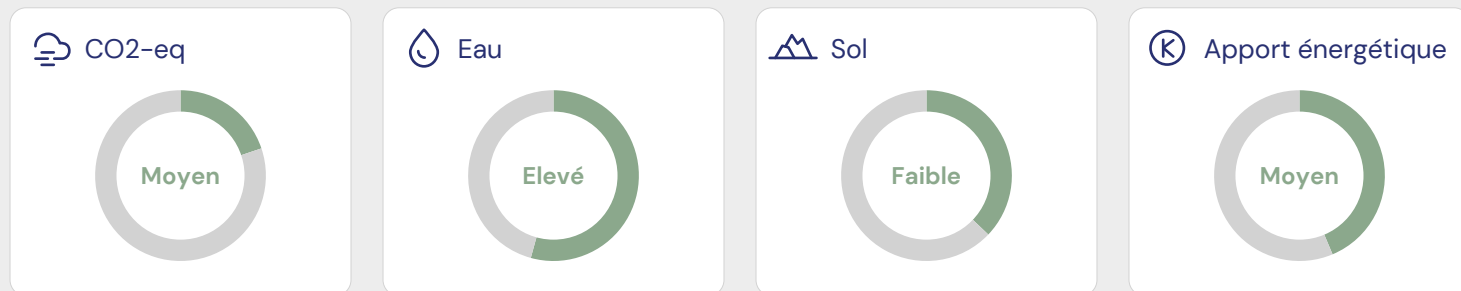 CO2-eq
Moyen
Eau
Elevé
Sol
Faible
Apport énergétique
Moyen